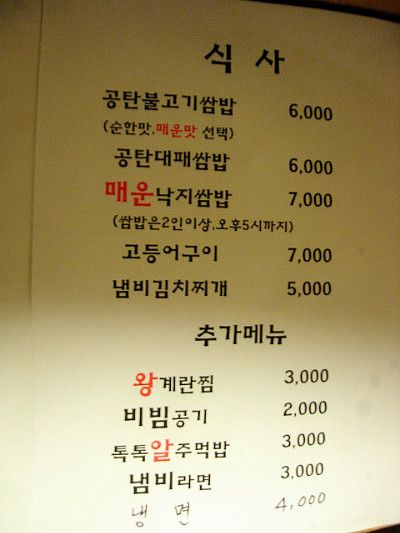 식 사
공탄불고기쌈밥 6,000
(순한맛,매운맛 선택)
공탄대패쌈밥 6,000
매운낙지쌈밥 7,000
(쌈밥은2인이상,오후5시까지)
고등어구이 7,000
냄비김치찌개 5,000
추가메뉴
왕계란찜 3,000
비빔공기 2,000
톡톡알주먹밥 3,000
냄비라면 3,000
냉 면 4,000